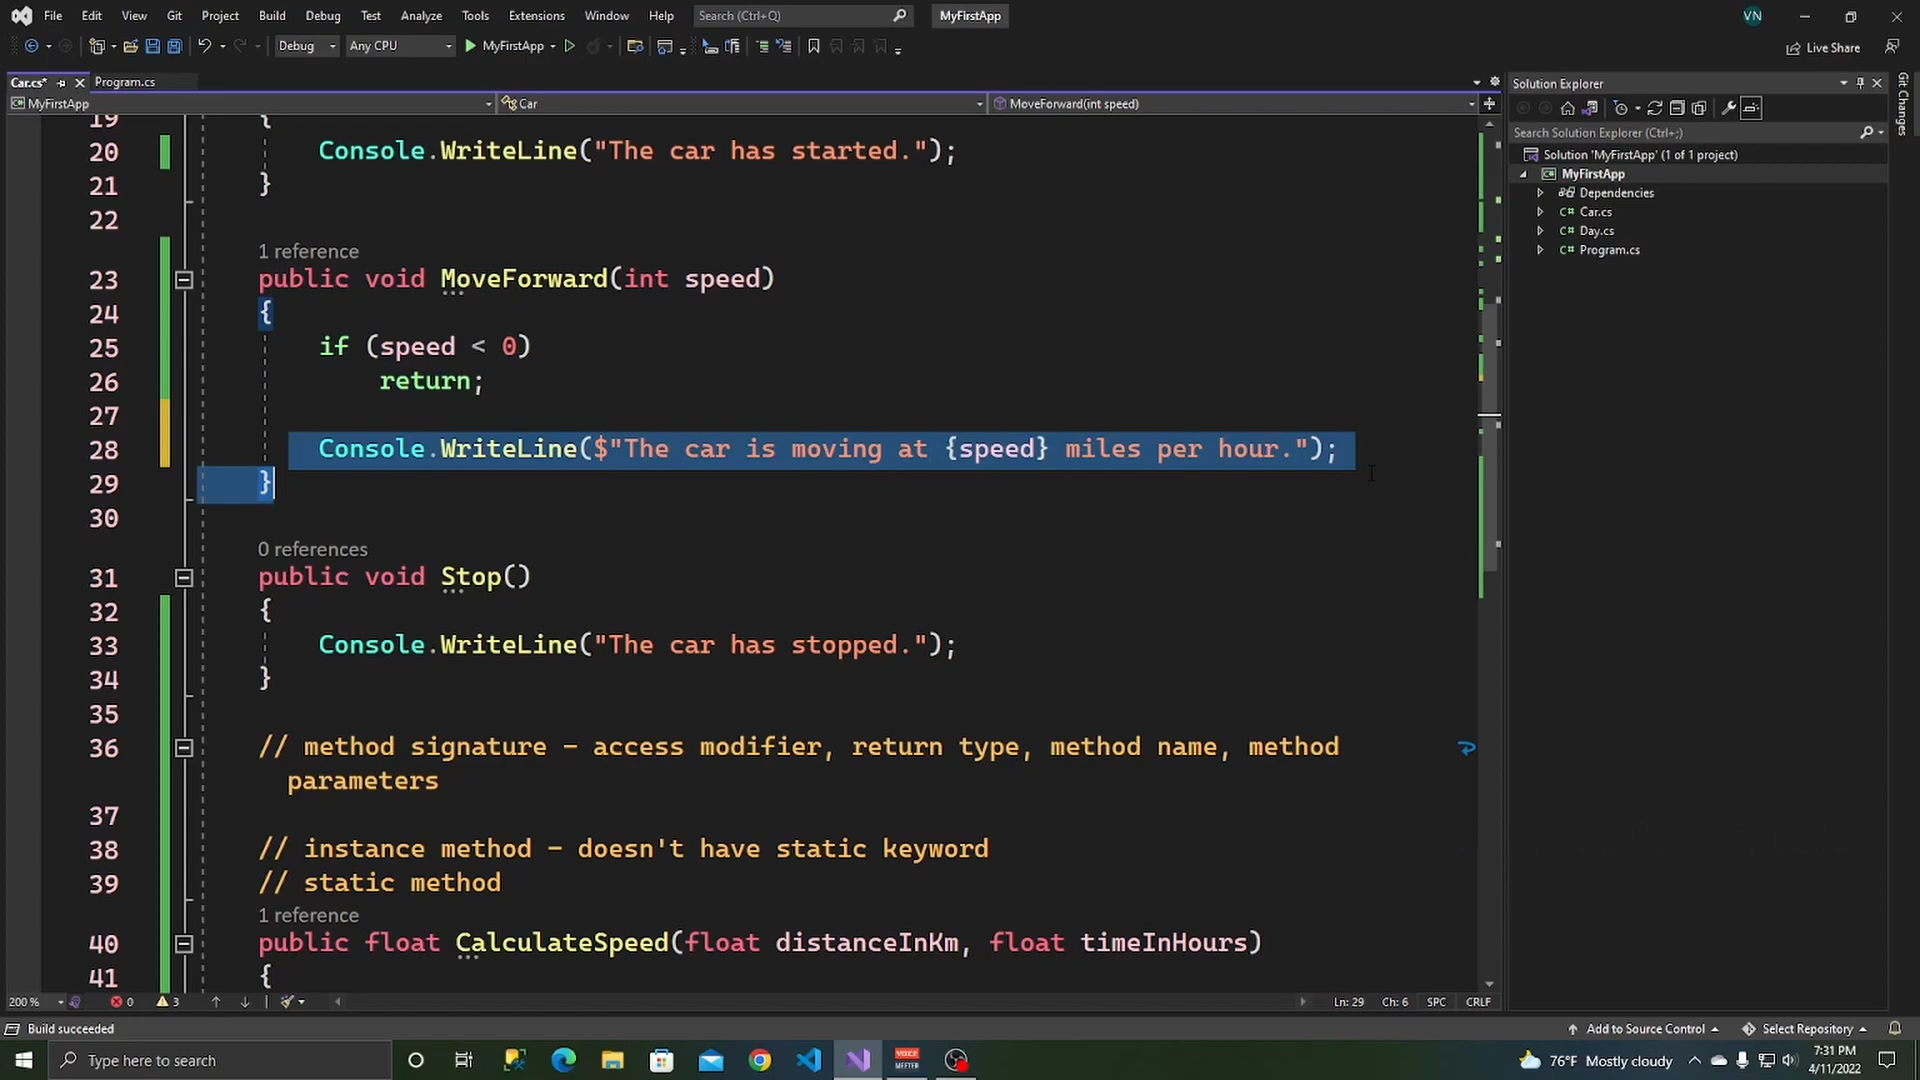 File Edit View Git Project Build Debug Test Analyze Tools Extensions Window Help Search (Ctrl+Q) MyFirstApp VN
Debug Any CPU MyFirstApp Live Share
Car.cs* Program.cs
MyFirstApp Car MoveForward(int speed)
19 {
20 Console.WriteLine("The car has started.");
21 }
22
1 reference
23 public void MoveForward(int speed)
24 {
25 if (speed < 0)
26 return;
27
28 Console.WriteLine($"The car is moving at {speed} miles per hour.");
29 }
30
0 references
31 public void Stop()
32 {
33 Console.WriteLine("The car has stopped.");
34 }
35
36 // method signature - access modifier, return type, method name, method
parameters
37
38 // instance method - doesn't have static keyword
39 // static method
1 reference
40 public float CalculateSpeed(float distanceInKm, float timeInHours)
41 {
200 % 0 3 Ln: 29 Ch: 6 SPC CRLF
Solution Explorer
Search Solution Explorer (Ctrl+;)
Solution 'MyFirstApp' (1 of 1 project)
MyFirstApp
Dependencies
C# Car.cs
C# Day.cs
C# Program.cs
Git Changes
Build succeeded Add to Source Control Select Repository
Type here to search VOICE MEETER 76°F Mostly cloudy 7:31 PM
4/11/2022